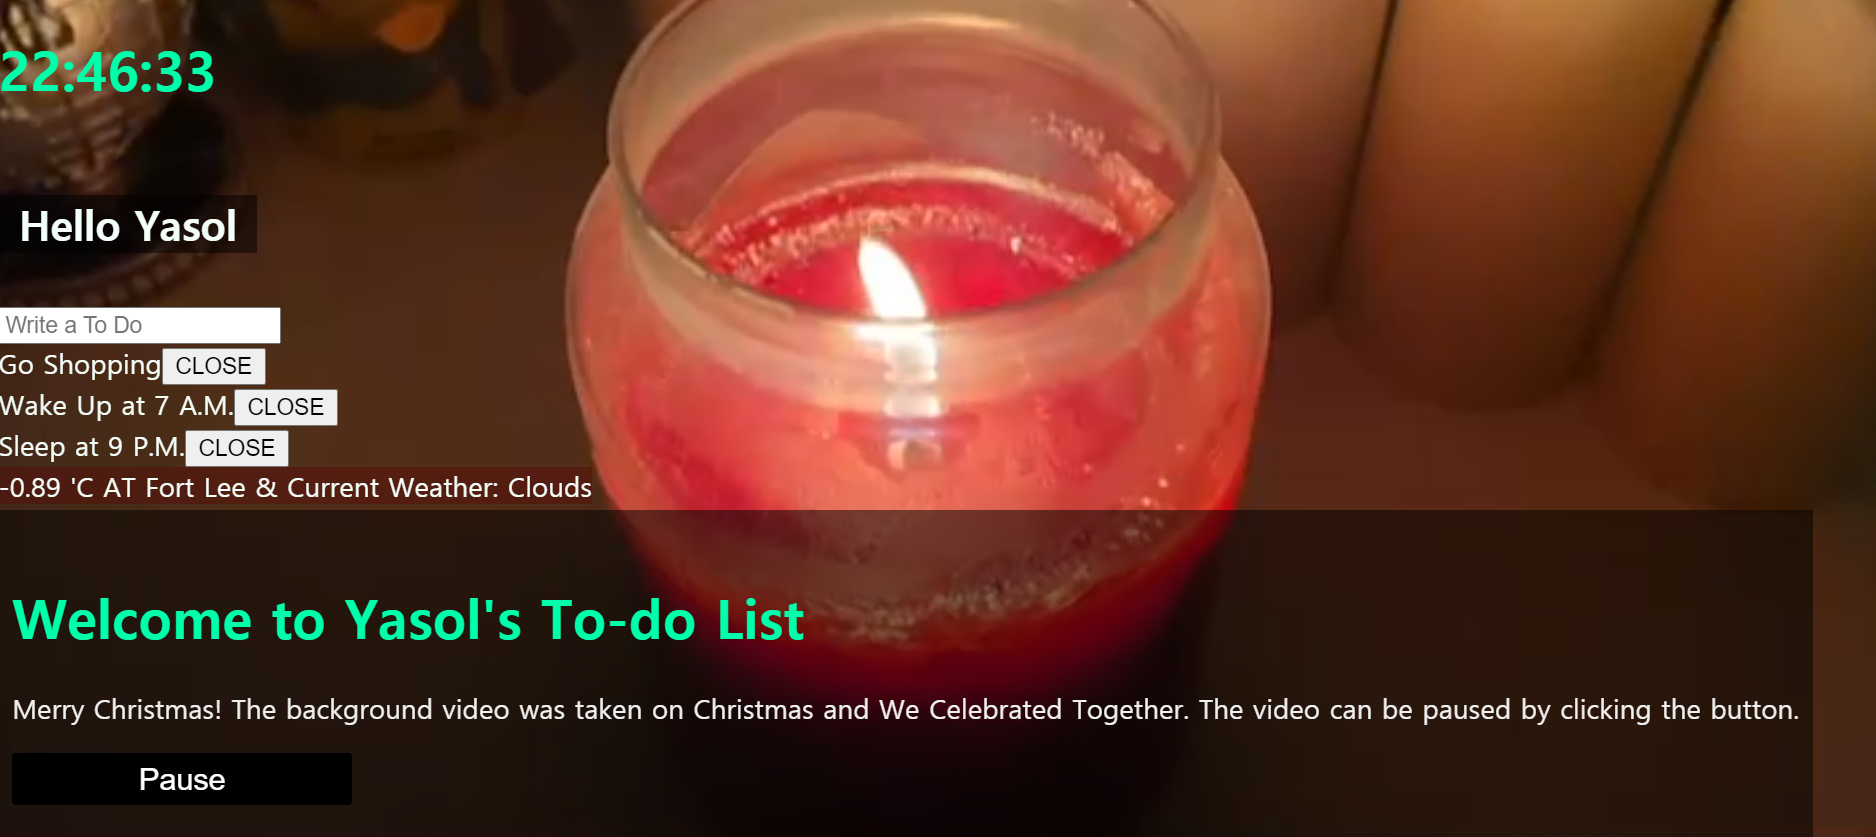 22:46:33
Hello Yasol
Write a To Do
Go Shopping CLOSE
Wake Up at 7 A.M. CLOSE
Sleep at 9 P.M. CLOSE
-0.89 'C AT Fort Lee & Current Weather: Clouds
Welcome to Yasol's To-do List
Merry Christmas! The background video was taken on Christmas and We Celebrated Together. The video can be paused by clicking the button.
Pause